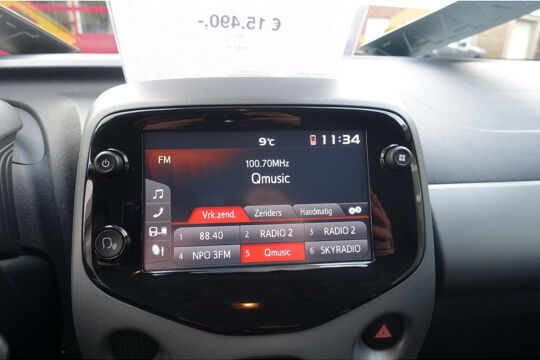 € 15.490,-
9℃ 11:34
FM
100.70MHz
Qmusic
Vrk.zend. Zenders Handmatig
1 88.40 2 RADIO 2 3 RADIO 2
4 NPO 3FM 5 Qmusic 6 SKYRADIO